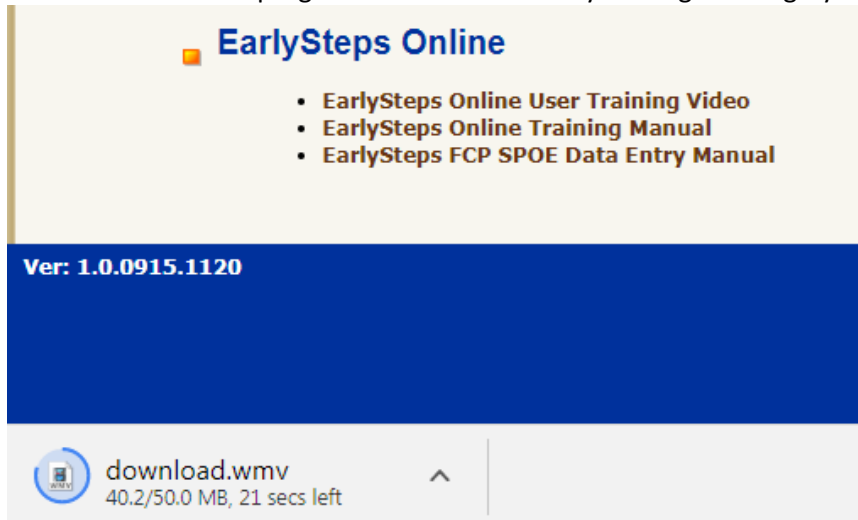 EarlySteps Online
• EarlySteps Online User Training Video
• EarlySteps Online Training Manual
• EarlySteps FCP SPOE Data Entry Manual
Ver: 1.0.0915.1120
WMV
download.wmv
40.2/50.0 MB, 21 secs left